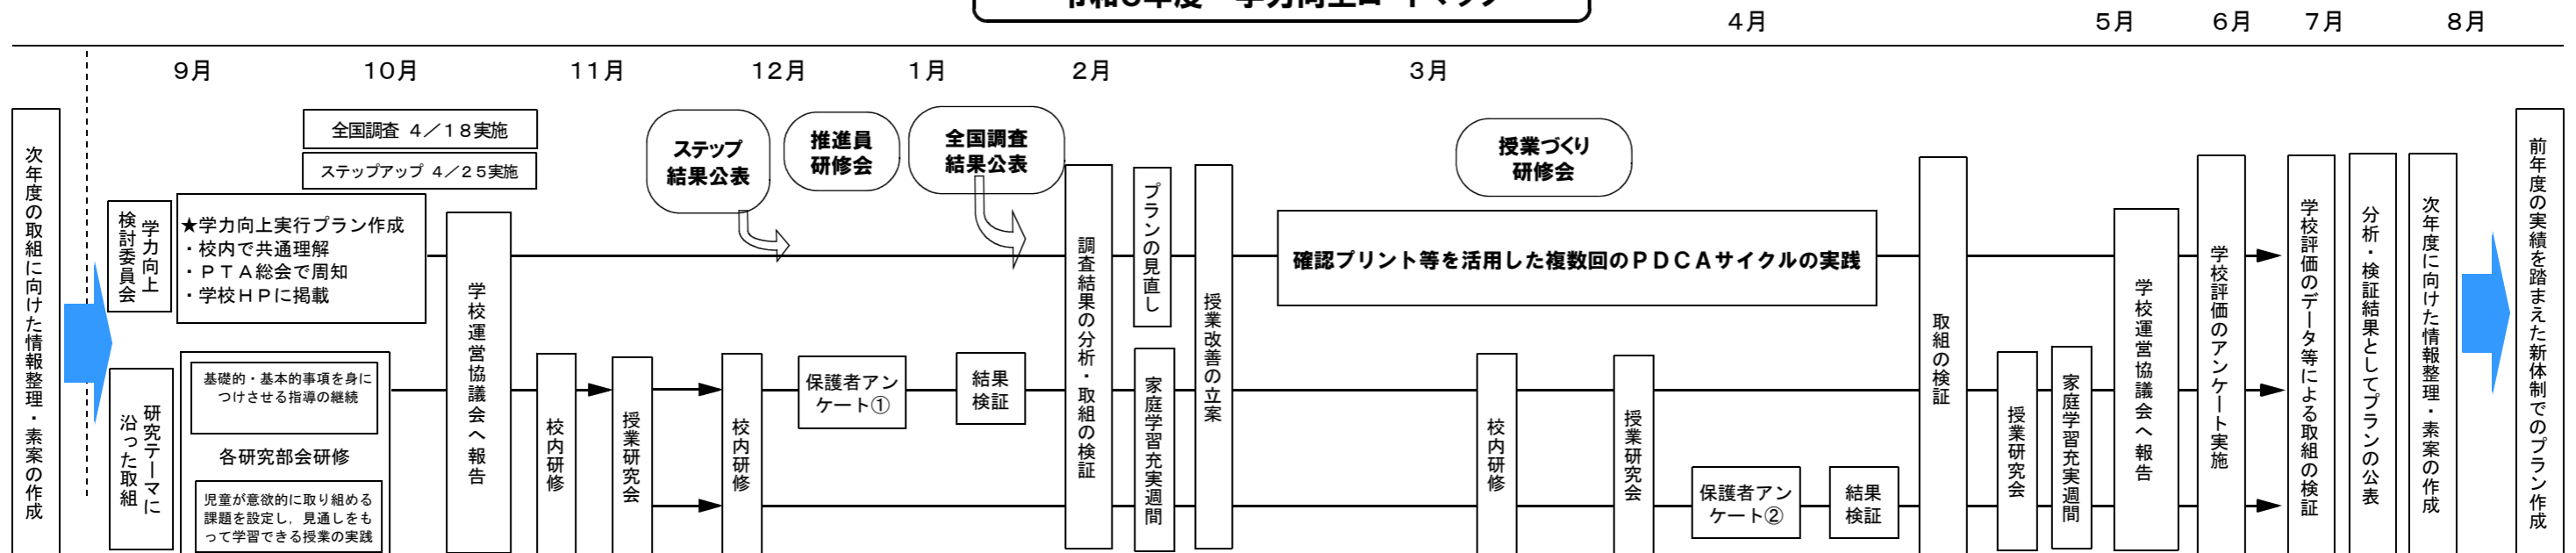 学力向上ロードマップ
4月
5月
6月
7月
8月
9月
10月
11月
12月
1月
2月
3月
次年度の取組に向けた情報整理・素案の作成
学力向上
検討委員会
全国調査 4／18実施
ステップアップ 4／25実施
★学力向上実行プラン作成
・校内で共通理解
・PTA総会で周知
・学校HPに掲載
研究テーマに
沿った取組
基礎的・基本的事項を身に
つけさせる指導の継続
各研究部会研修
児童が意欲的に取り組める
課題を設定し，見通しをも
って学習できる授業の実践
学校運営協議会へ報告
校内研修
授業研究会
ステップ
結果公表
校内研修
推進員
研修会
保護者アン
ケート①
全国調査
結果公表
結果
検証
調査結果の分析・取組の検証
プランの見直し
家庭学習充実週間
授業改善の立案
授業づくり
研修会
確認プリント等を活用した複数回のPDCAサイクルの実践
校内研修
授業研究会
保護者アン
ケート②
結果
検証
取組の検証
授業研究会
家庭学習充実週間
学校運営協議会へ報告
学校評価のアンケート実施
学校評価のデータ等による取組の検証
分析・検証結果としてプランの公表
次年度に向けた情報整理・素案の作成
前年度の実績を踏まえた新体制でのプラン作成